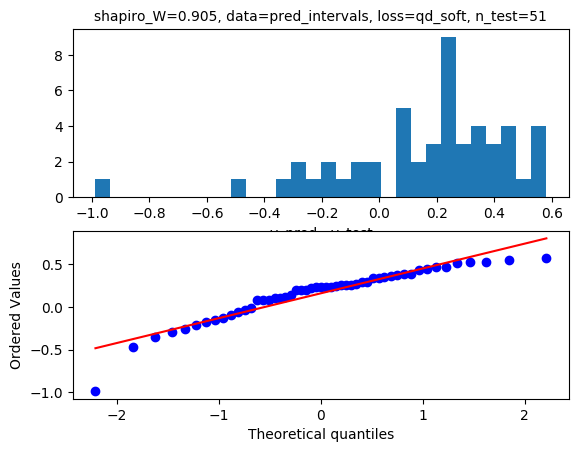 shapiro_W=0.905, data=pred_intervals, loss=qd_soft, n_test=51
8
6
4
2
0
−1.0 −0.8 −0.6 −0.4 −0.2 0.0 0.2 0.4 0.6
0.5
0.0
−0.5
−1.0
Ordered Values
−2 −1 0 1 2
Theoretical quantiles